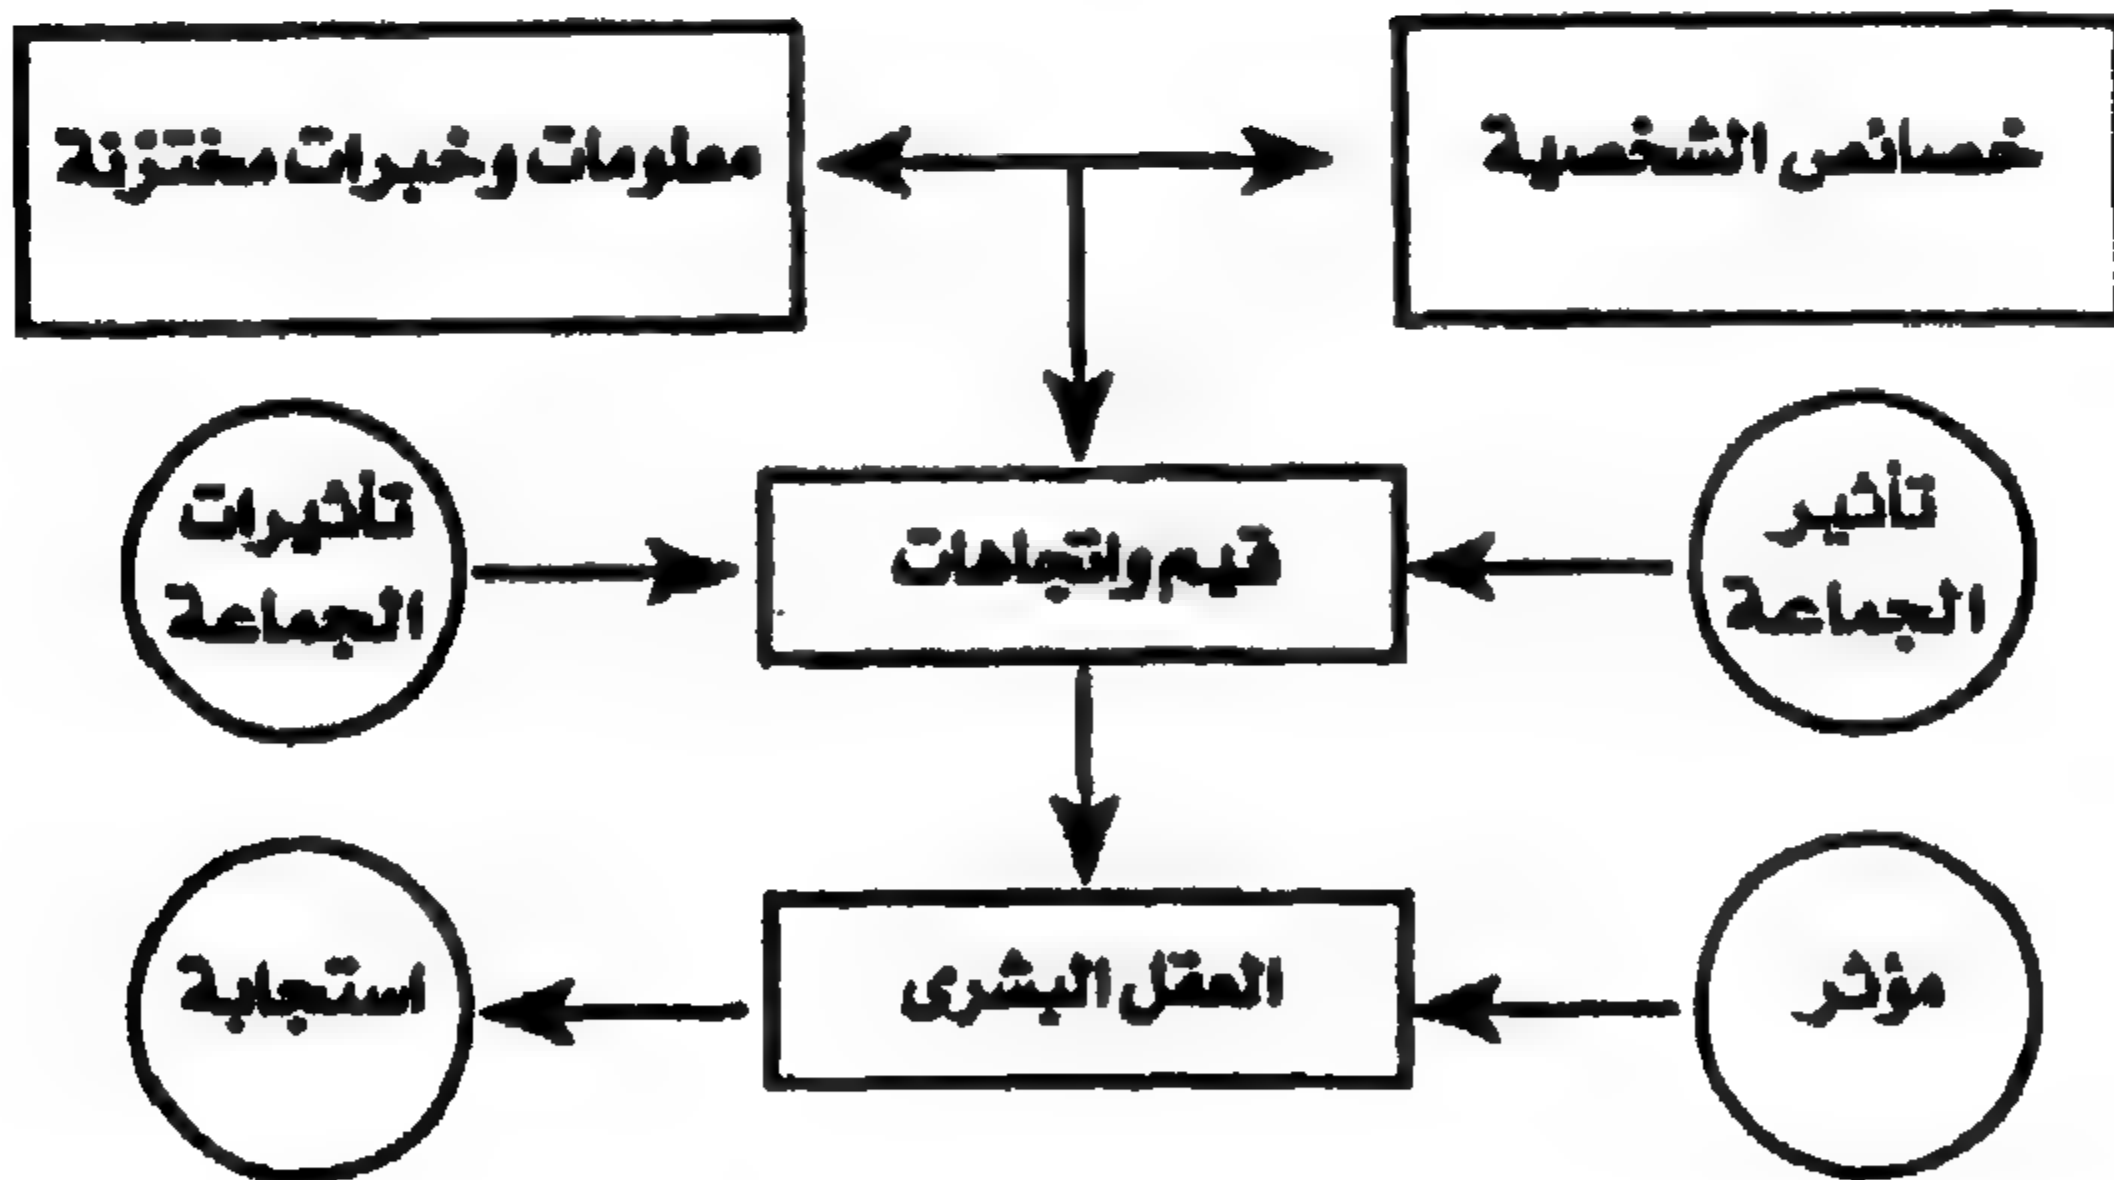 خصائص الشخصية
معلومات وخبرات مختزنة
تأثير
الجماعة
قيم واتجاهات
تأثيرات
الجماعة
مؤثر
العقل البشرى
استجابة